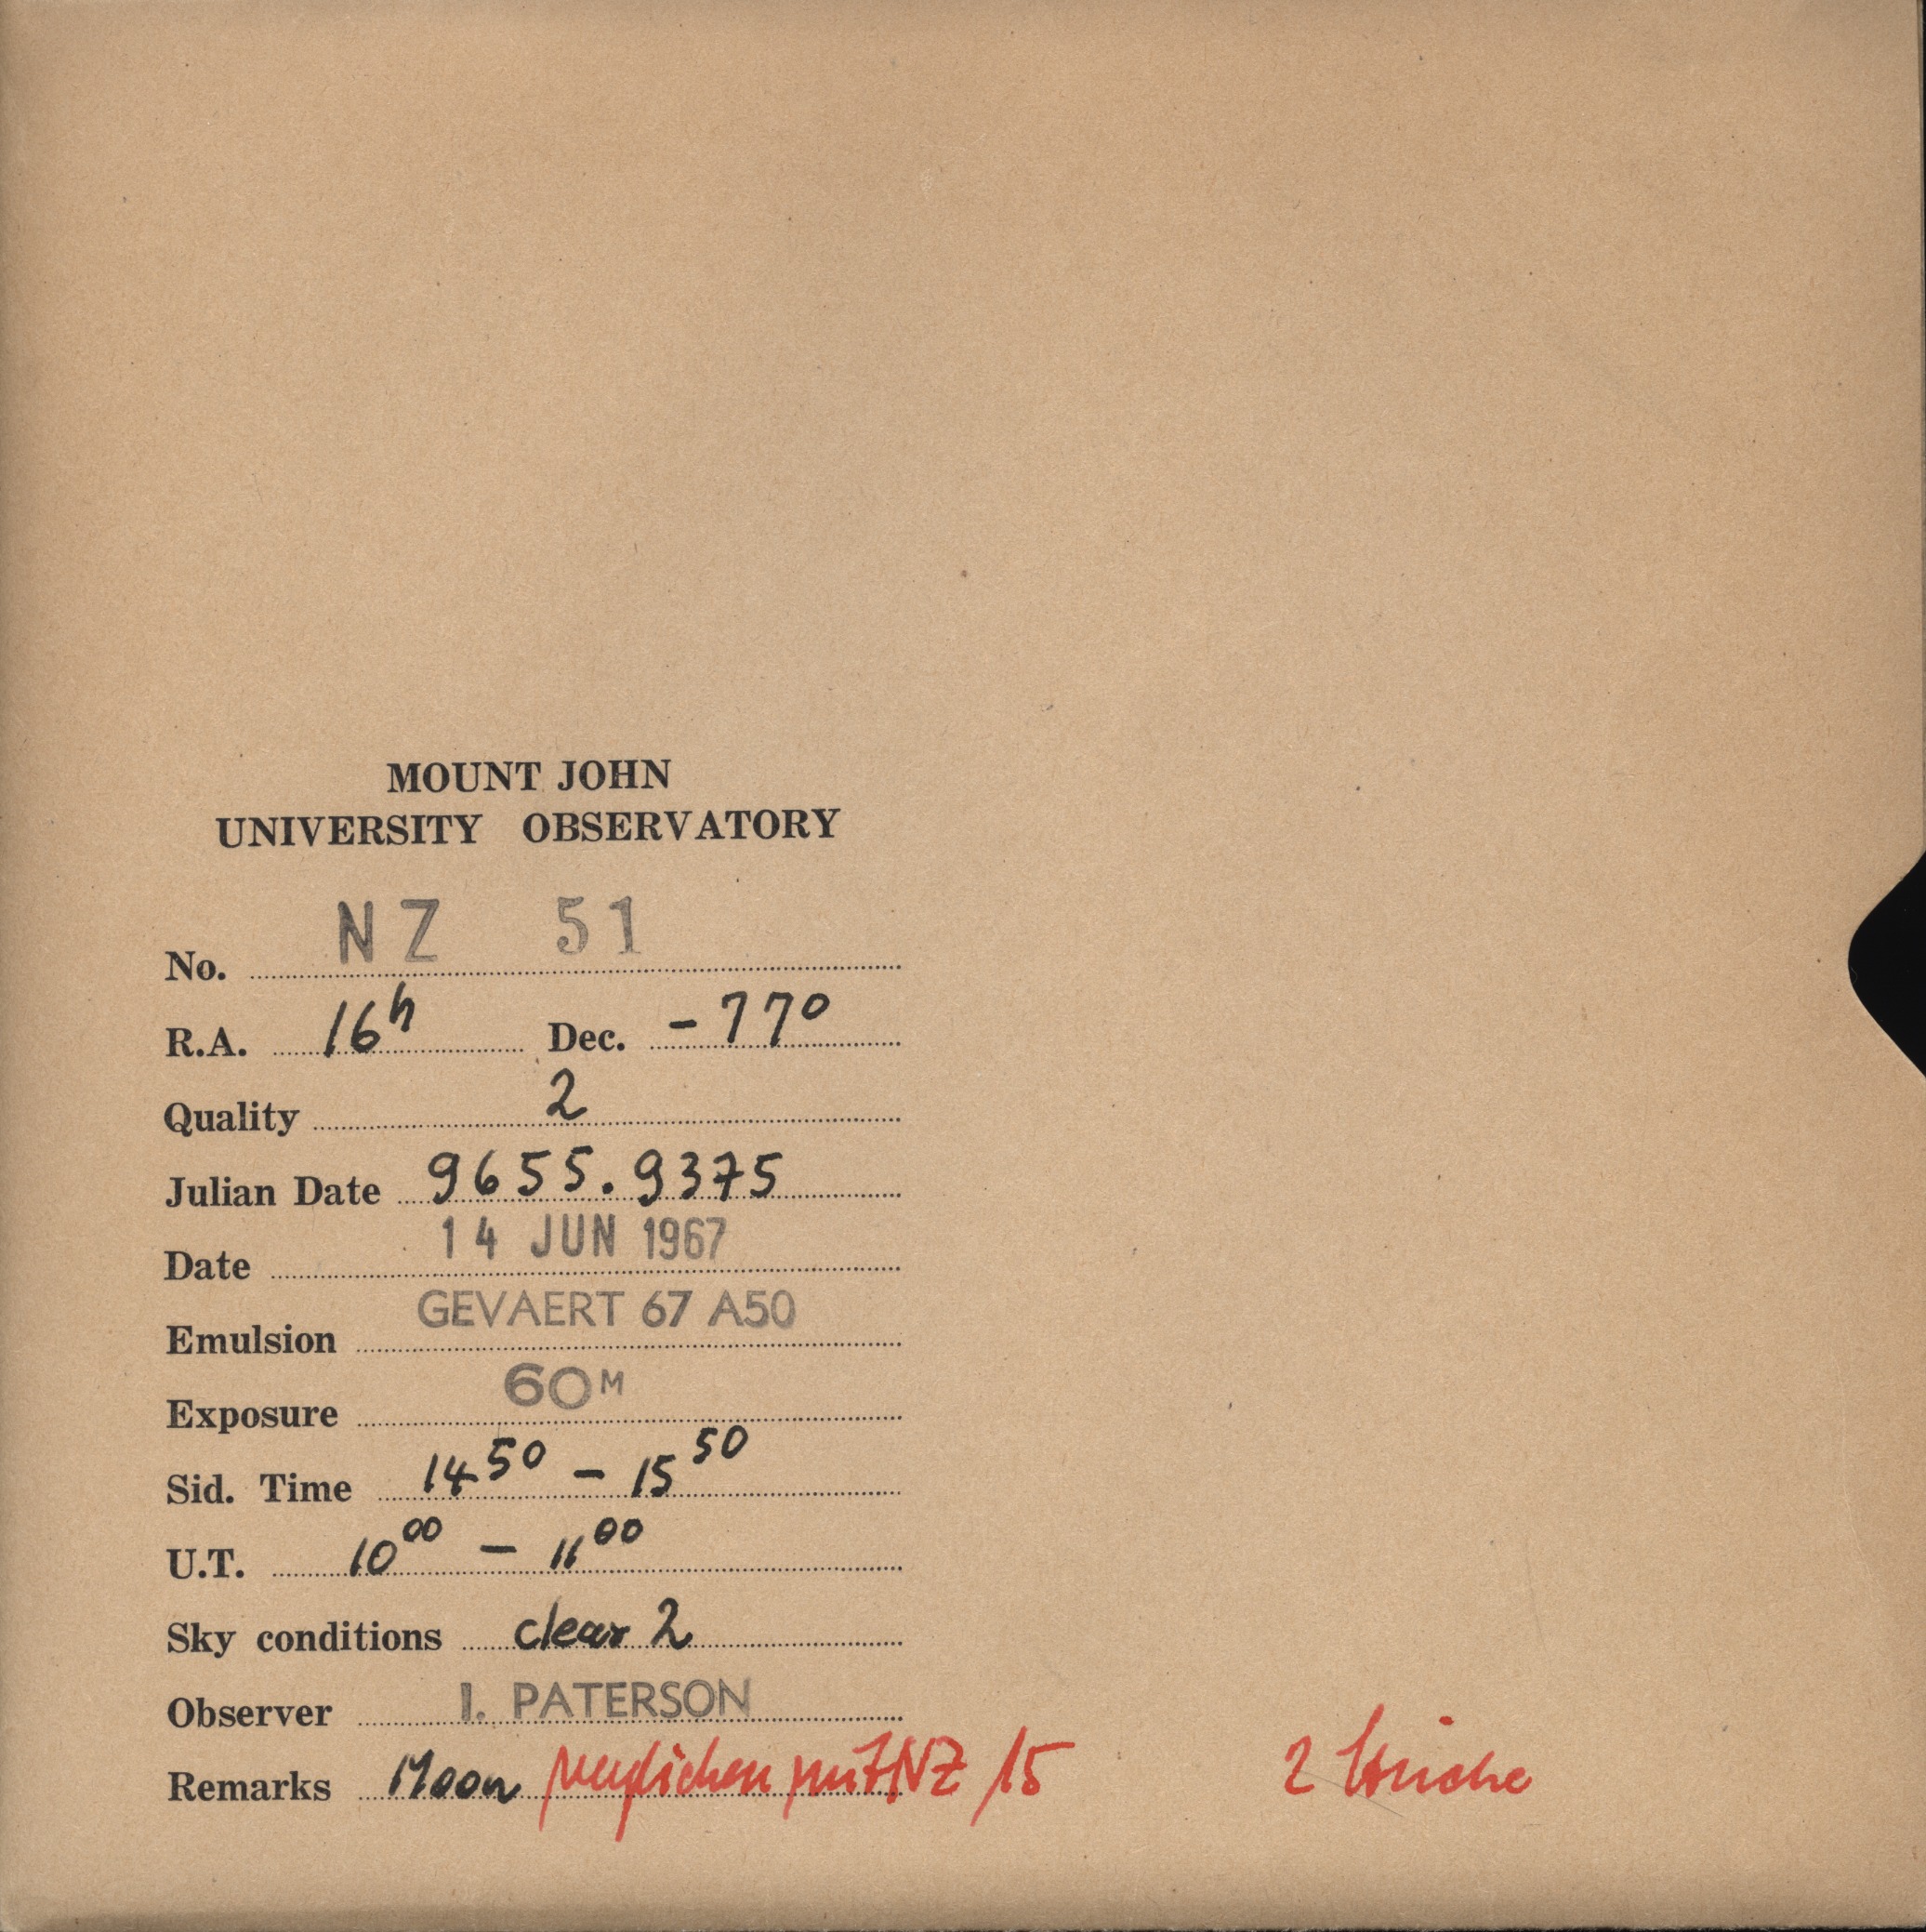 MOUNT JOHN
UNIVERSITY OBSERVATORY
No. NZ 51
R.A. 16h Dec. -77°
Quality 2
Julian Date 9655.9375
Date 14 JUN 1967
Emulsion GEVAERT 67 A50
Exposure 60M
Sid. Time 14 50 - 15 50
U.T. 10 00 - 11 00
Sky conditions clear 2
Observer I. PATERSON
Remarks Moon verglichen mit NZ 15 2 Striche